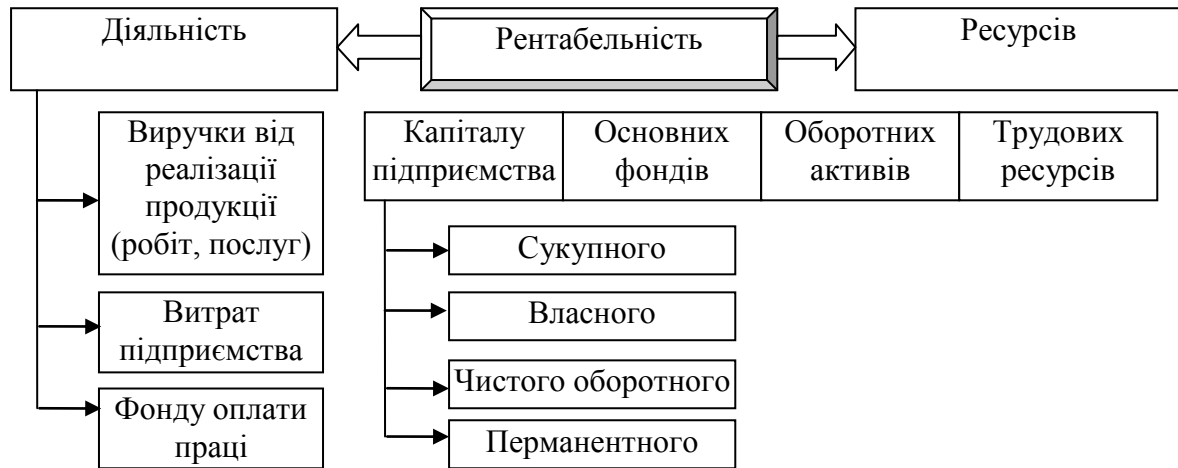 Діяльність
Рентабельність
Ресурсів
Виручки від
реалізації
продукції
(робіт, послуг)
Витрат
підприємства
Фонду оплати
праці
Капіталу
підприємства
Основних
фондів
Оборотних
активів
Трудових
ресурсів
Сукупного
Власного
Чистого оборотного
Перманентного